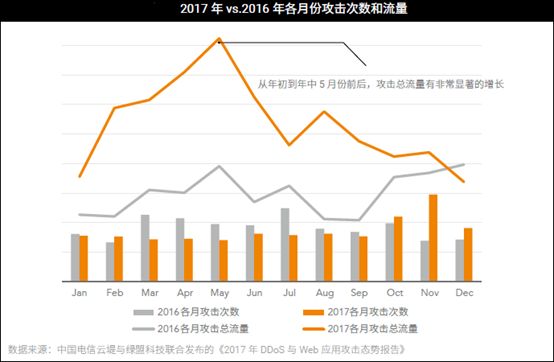 2017 年 vs.2016 年各月份攻击次数和流量
从年初到年中 5 月份前后，攻击总流量有非常显著的增长
Jan Feb Mar Apr May Jun Jul Aug Sep Oct Nov Dec
2016各月攻击次数 2017各月攻击次数
2016各月攻击总流量 2017各月攻击总流量
数据来源：中国电信云堤与绿盟科技联合发布的《2017 年 DDoS 与 Web 应用攻击态势报告》